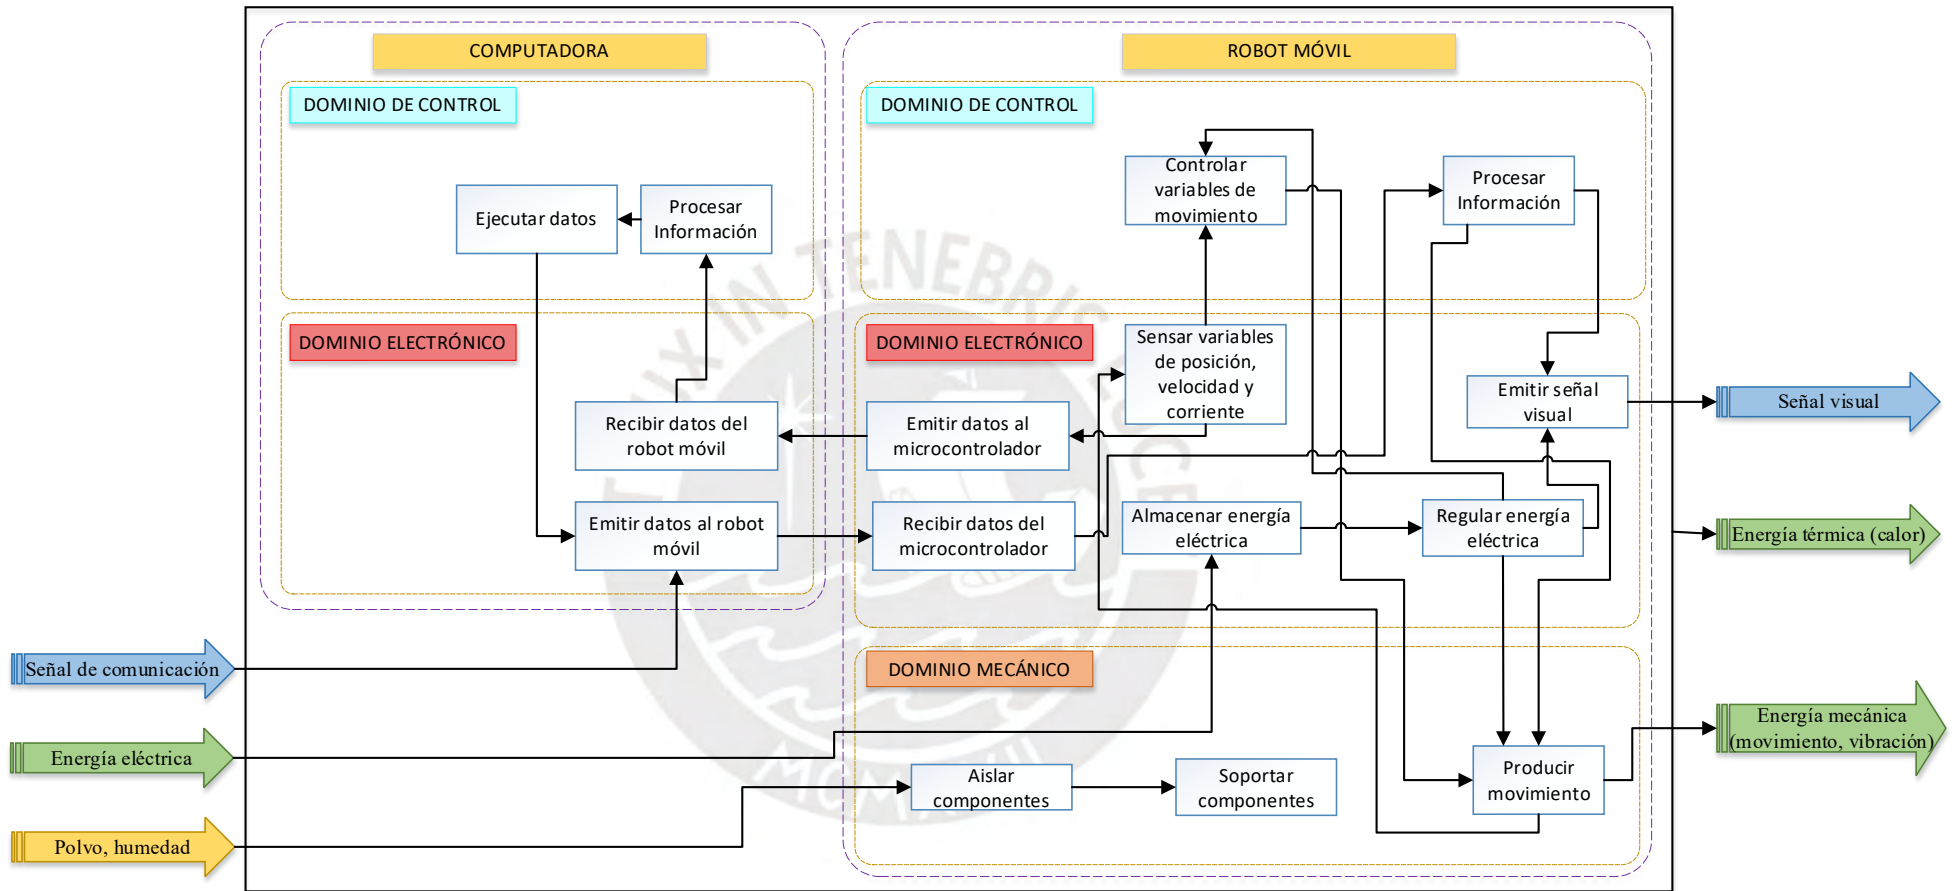 COMPUTADORA
ROBOT MÓVIL
DOMINIO DE CONTROL
Ejecutar datos
Procesar
Información
DOMINIO ELECTRÓNICO
Recibir datos del
robot móvil
Emitir datos al robot
móvil
DOMINIO DE CONTROL
Controlar
variables de
movimiento
Procesar
Información
DOMINIO ELECTRÓNICO
Sensar variables
de posición,
velocidad y
corriente
Emitir datos al
microcontrolador
Emitir señal
visual
Recibir datos del
microcontrolador
Almacenar energía
eléctrica
Regular energía
eléctrica
DOMINIO MECÁNICO
Aislar
componentes
Soportar
componentes
Producir
movimiento
Señal de comunicación
Energía eléctrica
Polvo, humedad
Señal visual
Energía térmica (calor)
Energía mecánica
(movimiento, vibración)